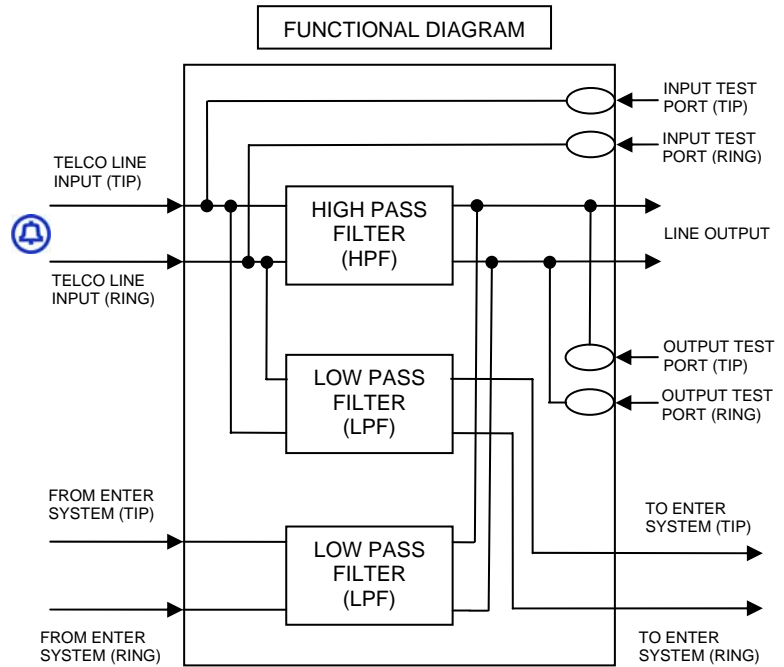 FUNCTIONAL DIAGRAM
INPUT TEST
PORT (TIP)
INPUT TEST
PORT (RING)
TELCO LINE
INPUT (TIP)
HIGH PASS
FILTER
(HPF)
LINE OUTPUT
TELCO LINE
INPUT (RING)
OUTPUT TEST
PORT (TIP)
LOW PASS
FILTER
(LPF)
OUTPUT TEST
PORT (RING)
FROM ENTER
SYSTEM (TIP)
TO ENTER
SYSTEM (TIP)
LOW PASS
FILTER
(LPF)
FROM ENTER
SYSTEM (RING)
TO ENTER
SYSTEM (RING)